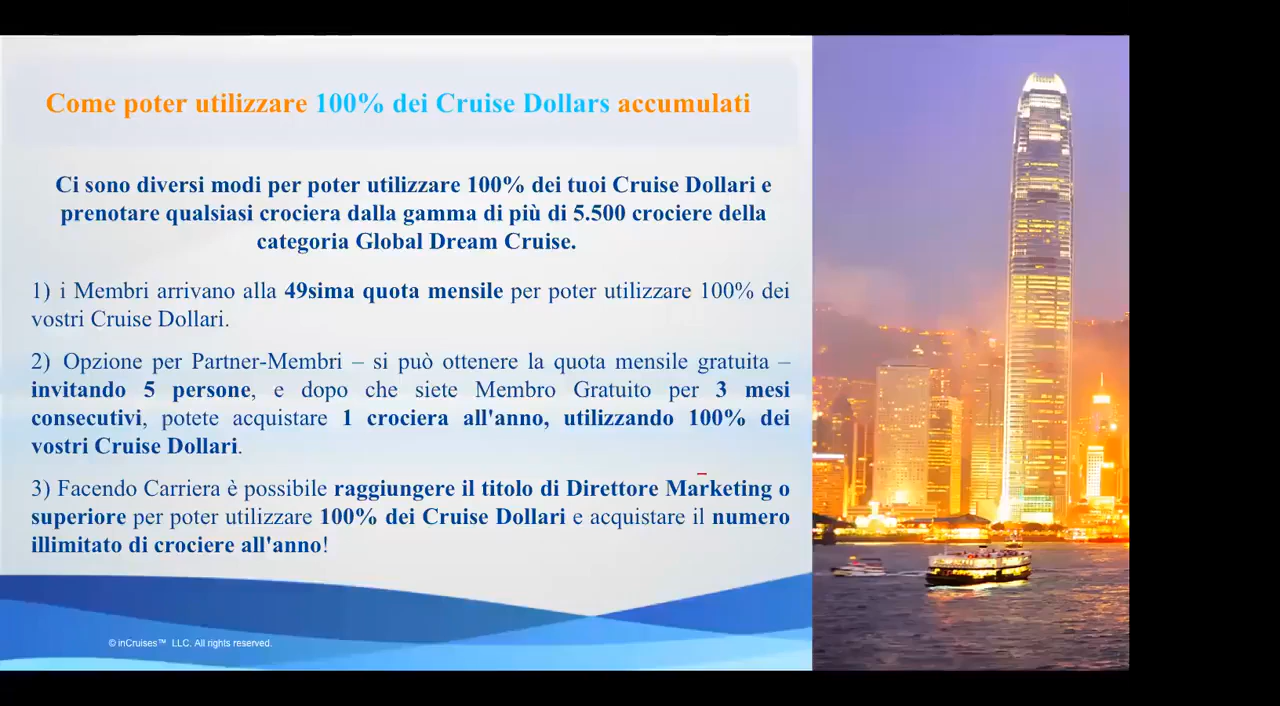 Come poter utilizzare 100% dei Cruise Dollars accumulati
Ci sono diversi modi per poter utilizzare 100% dei tuoi Cruise Dollari e
prenotare qualsiasi crociera dalla gamma di più di 5.500 crociere della
categoria Global Dream Cruise.
1) i Membri arrivano alla 49sima quota mensile per poter utilizzare 100% dei
vostri Cruise Dollari.
2) Opzione per Partner-Membri – si può ottenere la quota mensile gratuita –
invitando 5 persone, e dopo che siete Membro Gratuito per 3 mesi
consecutivi, potete acquistare 1 crociera all'anno, utilizzando 100% dei
vostri Cruise Dollari.
3) Facendo Carriera è possibile raggiungere il titolo di Direttore Marketing o
superiore per poter utilizzare 100% dei Cruise Dollari e acquistare il numero
illimitato di crociere all'anno!
© inCruises™ LLC. All rights reserved.